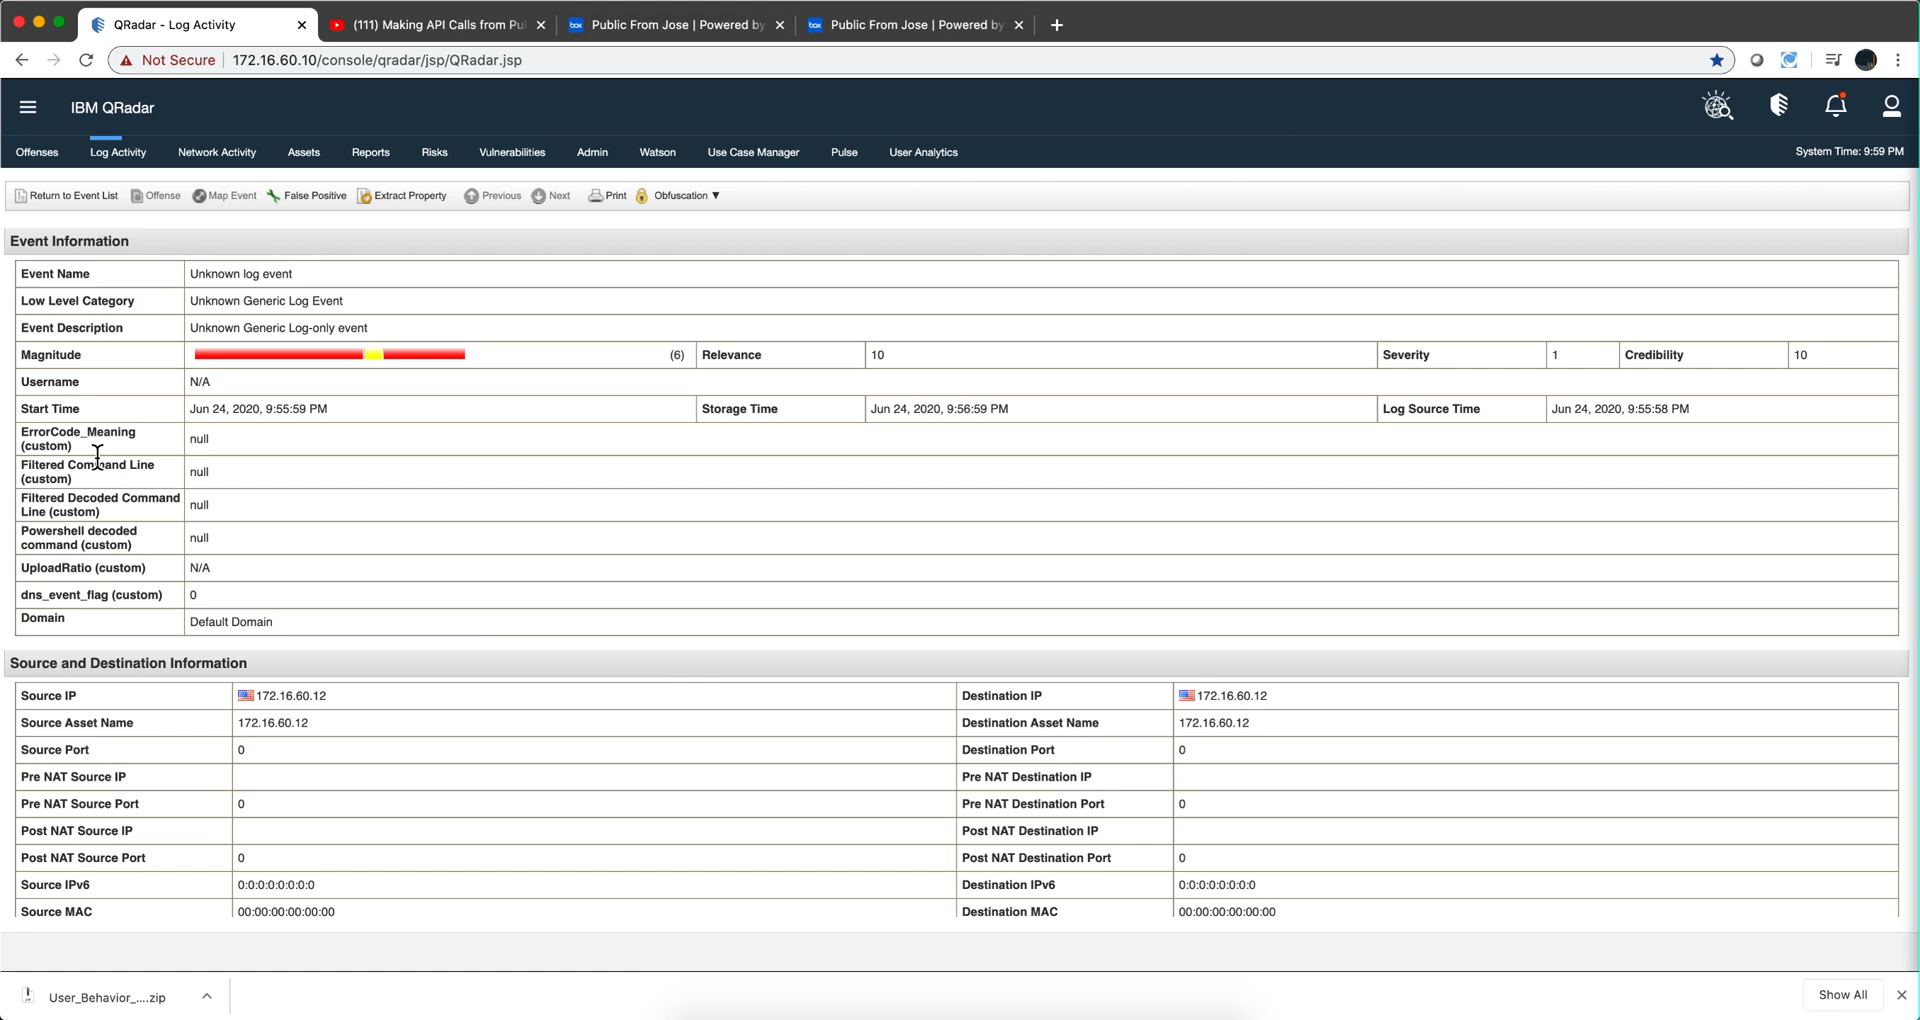 QRadar - Log Activity
(111) Making API Calls from Pul
Public From Jose | Powered by
Public From Jose | Powered by
Not Secure
172.16.60.10/console/qradar/jsp/QRadar.jsp
IBM QRadar
Offenses
Log Activity
Network Activity
Assets
Reports
Risks
Vulnerabilities
Admin
Watson
Use Case Manager
Pulse
User Analytics
System Time: 9:59 PM
Return to Event List
Offense
Map Event
False Positive
Extract Property
Previous
Next
Print
Obfuscation ▼
Event Information
Event Name
Unknown log event
Low Level Category
Unknown Generic Log Event
Event Description
Unknown Generic Log-only event
Magnitude
(6)
Relevance
10
Severity
1
Credibility
10
Username
N/A
Start Time
Jun 24, 2020, 9:55:59 PM
Storage Time
Jun 24, 2020, 9:56:59 PM
Log Source Time
Jun 24, 2020, 9:55:58 PM
ErrorCode_Meaning
(custom)
null
Filtered Command Line
(custom)
null
Filtered Decoded Command
Line (custom)
null
Powershell decoded
command (custom)
null
UploadRatio (custom)
N/A
dns_event_flag (custom)
0
Domain
Default Domain
Source and Destination Information
Source IP
172.16.60.12
Destination IP
172.16.60.12
Source Asset Name
172.16.60.12
Destination Asset Name
172.16.60.12
Source Port
0
Destination Port
0
Pre NAT Source IP
Pre NAT Destination IP
Pre NAT Source Port
0
Pre NAT Destination Port
0
Post NAT Source IP
Post NAT Destination IP
Post NAT Source Port
0
Post NAT Destination Port
0
Source IPv6
0:0:0:0:0:0:0:0
Destination IPv6
0:0:0:0:0:0:0:0
Source MAC
00:00:00:00:00:00
Destination MAC
00:00:00:00:00:00
User_Behavior_....zip
Show All